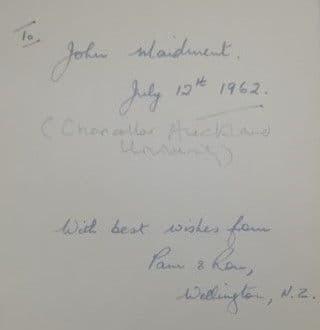 To,
John Maidment.
July 12th 1962.
(Chancellor Auckland
University)
With best wishes from
Pam & Ron,
Wellington, N.Z.